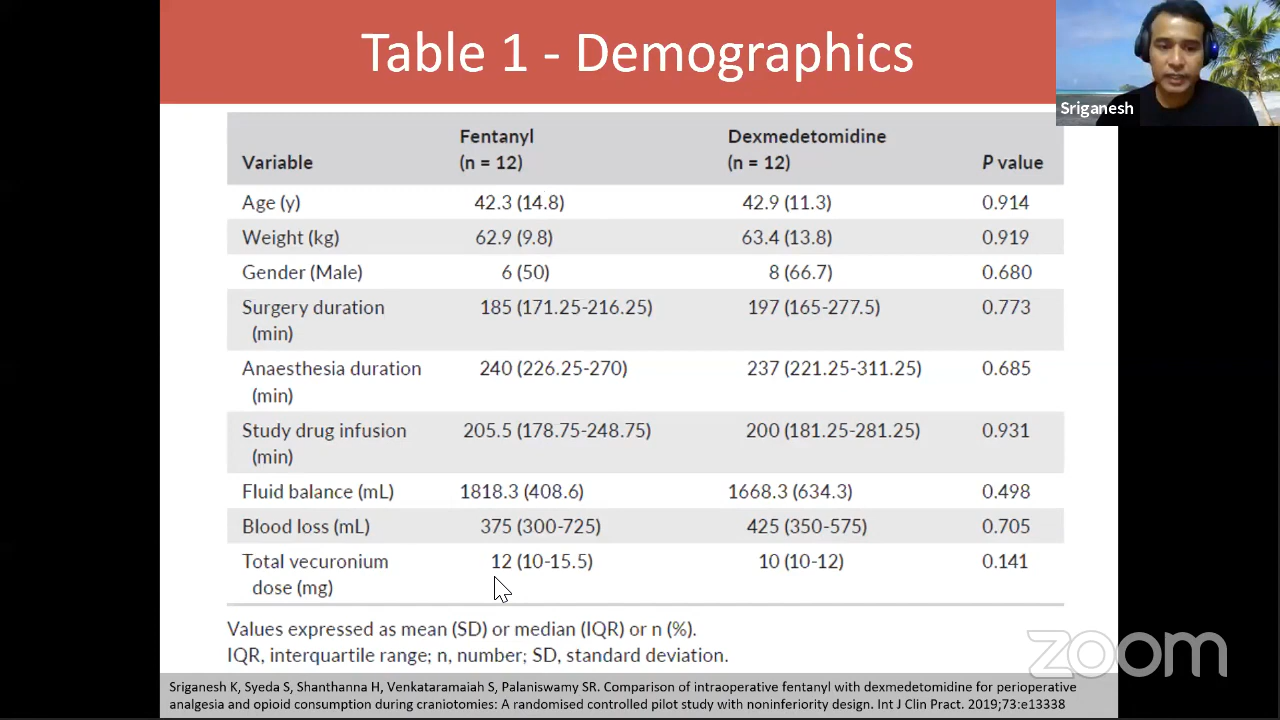 Table 1 - Demographics
Sriganesh
Variable Fentanyl (n = 12) Dexmedetomidine (n = 12) P value
Age (y) 42.3 (14.8) 42.9 (11.3) 0.914
Weight (kg) 62.9 (9.8) 63.4 (13.8) 0.919
Gender (Male) 6 (50) 8 (66.7) 0.680
Surgery duration (min) 185 (171.25-216.25) 197 (165-277.5) 0.773
Anaesthesia duration (min) 240 (226.25-270) 237 (221.25-311.25) 0.685
Study drug infusion (min) 205.5 (178.75-248.75) 200 (181.25-281.25) 0.931
Fluid balance (mL) 1818.3 (408.6) 1668.3 (634.3) 0.498
Blood loss (mL) 375 (300-725) 425 (350-575) 0.705
Total vecuronium dose (mg) 12 (10-15.5) 10 (10-12) 0.141
Values expressed as mean (SD) or median (IQR) or n (%).
IQR, interquartile range; n, number; SD, standard deviation.
zoom
Sriganesh K, Syeda S, Shanthanna H, Venkataramaiah S, Palaniswamy SR. Comparison of intraoperative fentanyl with dexmedetomidine for perioperative
analgesia and opioid consumption during craniotomies: A randomised controlled pilot study with noninferiority design. Int J Clin Pract. 2019;73:e13338